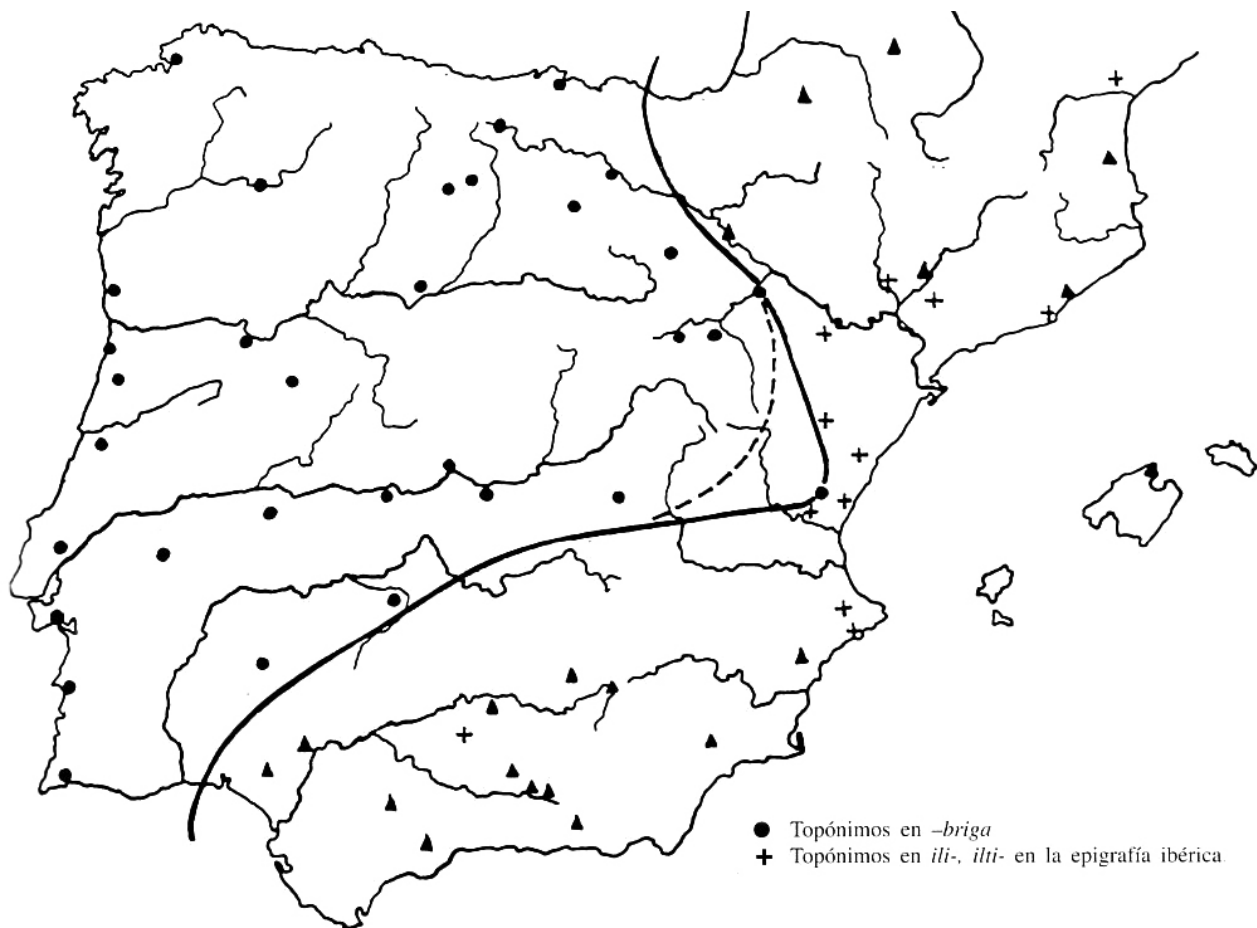 ● Topónimos en –briga
+ Topónimos en ili-, ilti- en la epigrafía ibérica